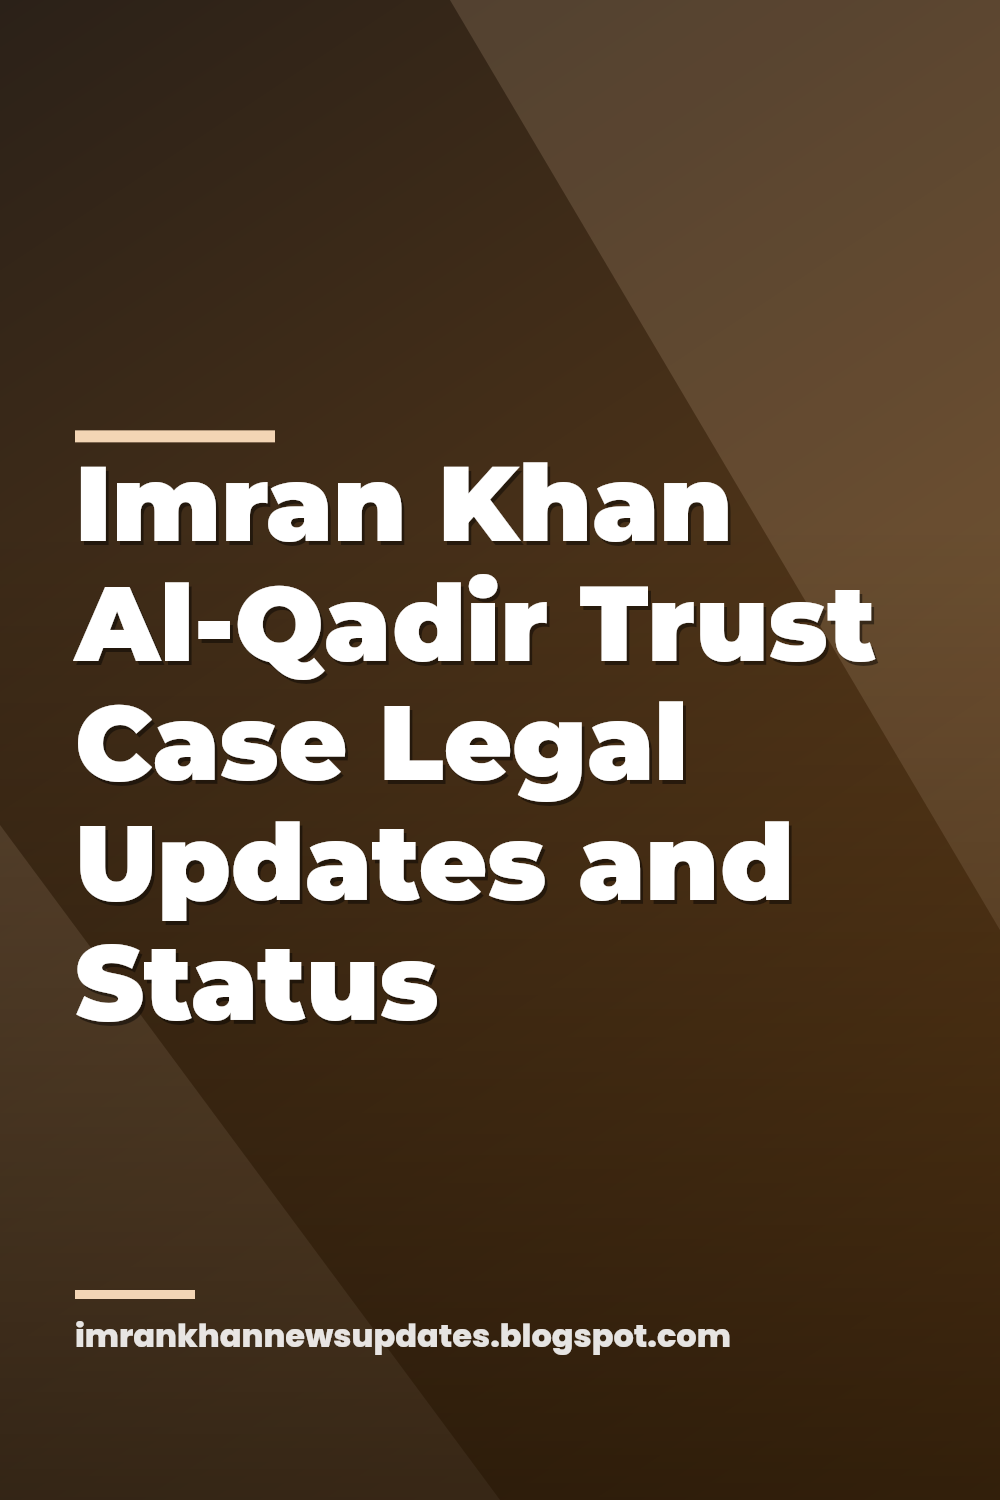 Imran Khan
Al-Qadir Trust
Case Legal
Updates and
Status
imrankhannewsupdates.blogspot.com